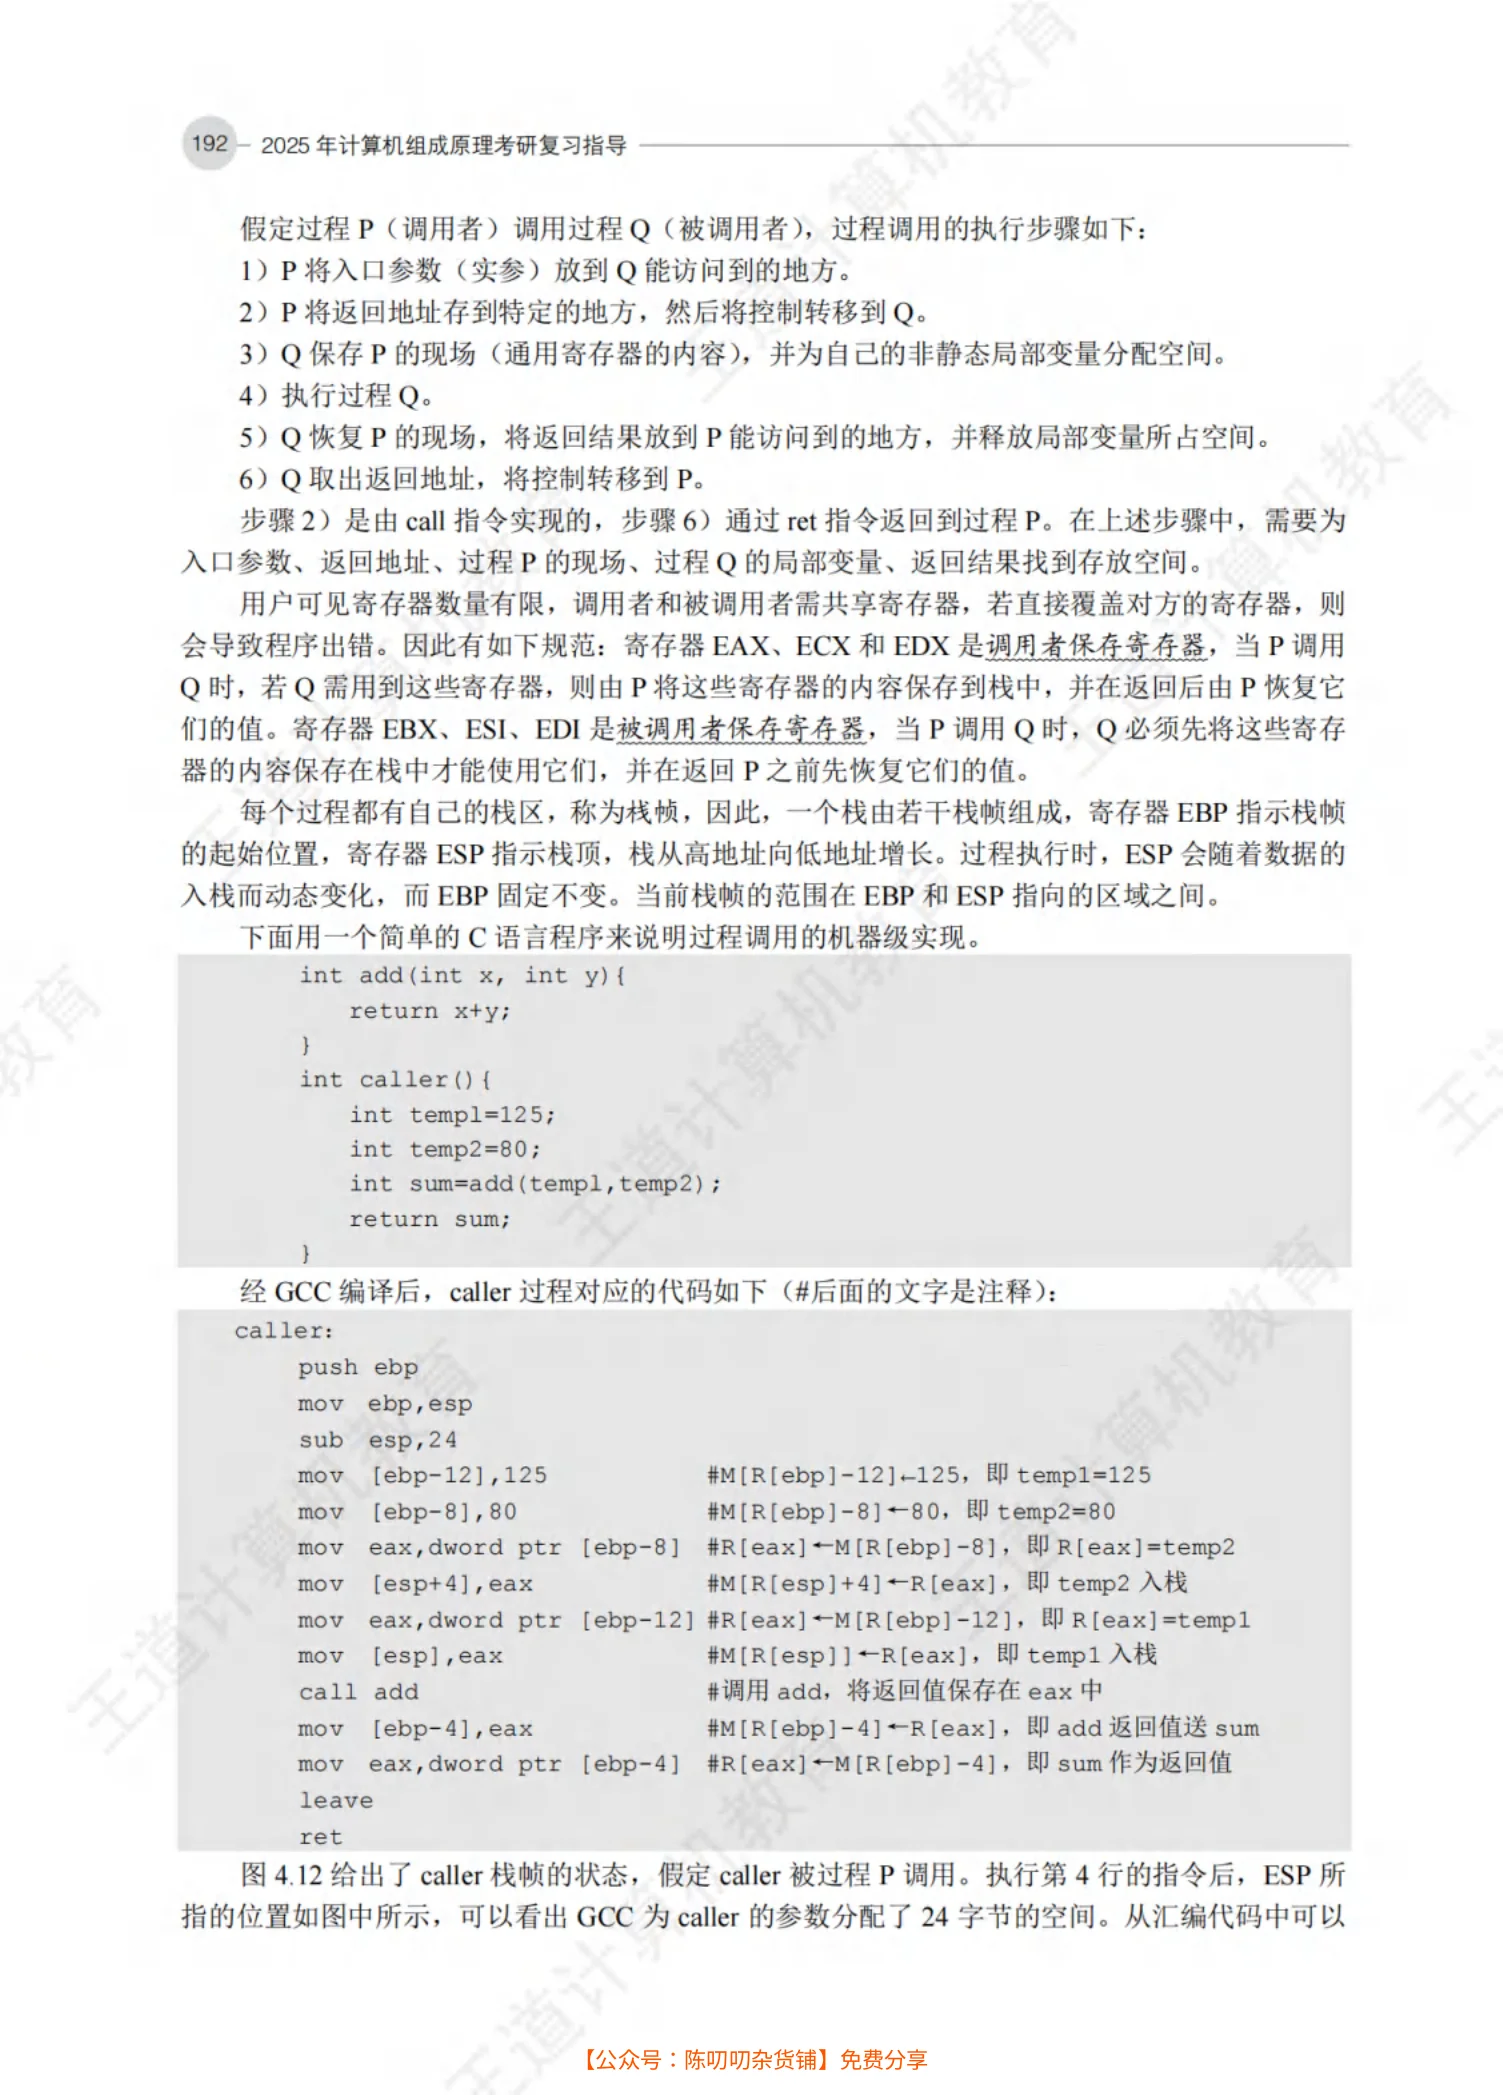 192 2025 年计算机组成原理考研复习指导
假定过程 P（调用者）调用过程 Q（被调用者），过程调用的执行步骤如下：
1）P 将入口参数（实参）放到 Q 能访问到的地方。
2）P 将返回地址存到特定的地方，然后将控制转移到 Q。
3）Q 保存 P 的现场（通用寄存器的内容），并为自己的非静态局部变量分配空间。
4）执行过程 Q。
5）Q 恢复 P 的现场，将返回结果放到 P 能访问到的地方，并释放局部变量所占空间。
6）Q 取出返回地址，将控制转移到 P。
步骤 2）是由 call 指令实现的，步骤 6）通过 ret 指令返回到过程 P。在上述步骤中，需要为
入口参数、返回地址、过程 P 的现场、过程 Q 的局部变量、返回结果找到存放空间。
用户可见寄存器数量有限，调用者和被调用者需共享寄存器，若直接覆盖对方的寄存器，则
会导致程序出错。因此有如下规范：寄存器 EAX、ECX 和 EDX 是调用者保存寄存器，当 P 调用
Q 时，若 Q 需用到这些寄存器，则由 P 将这些寄存器的内容保存到栈中，并在返回后由 P 恢复它
们的值。寄存器 EBX、ESI、EDI 是被调用者保存寄存器，当 P 调用 Q 时，Q 必须先将这些寄存
器的内容保存在栈中才能使用它们，并在返回 P 之前先恢复它们的值。
每个过程都有自己的栈区，称为栈帧，因此，一个栈由若干栈帧组成，寄存器 EBP 指示栈帧
的起始位置，寄存器 ESP 指示栈顶，栈从高地址向低地址增长。过程执行时，ESP 会随着数据的
入栈而动态变化，而 EBP 固定不变。当前栈帧的范围在 EBP 和 ESP 指向的区域之间。
下面用一个简单的 C 语言程序来说明过程调用的机器级实现。
int add(int x, int y){
return x+y;
}
int caller(){
int temp1=125;
int temp2=80;
int sum=add(temp1,temp2);
return sum;
}
经 GCC 编译后，caller 过程对应的代码如下（#后面的文字是注释）：
caller:
push ebp
mov ebp,esp
sub esp,24
mov [ebp-12],125 #M[R[ebp]-12]←125，即 temp1=125
mov [ebp-8],80 #M[R[ebp]-8]←80，即 temp2=80
mov eax,dword ptr [ebp-8] #R[eax]←M[R[ebp]-8]，即 R[eax]=temp2
mov [esp+4],eax #M[R[esp]+4]←R[eax]，即 temp2 入栈
mov eax,dword ptr [ebp-12] #R[eax]←M[R[ebp]-12]，即 R[eax]=temp1
mov [esp],eax #M[R[esp]]←R[eax]，即 temp1 入栈
call add #调用 add，将返回值保存在 eax 中
mov [ebp-4],eax #M[R[ebp]-4]←R[eax]，即 add 返回值送 sum
mov eax,dword ptr [ebp-4] #R[eax]←M[R[ebp]-4]，即 sum 作为返回值
leave
ret
图 4.12 给出了 caller 栈帧的状态，假定 caller 被过程 P 调用。执行第 4 行的指令后，ESP 所
指的位置如图中所示，可以看出 GCC 为 caller 的参数分配了 24 字节的空间。从汇编代码中可以
【公众号：陈叨叨杂货铺】免费分享
王道计算机教育